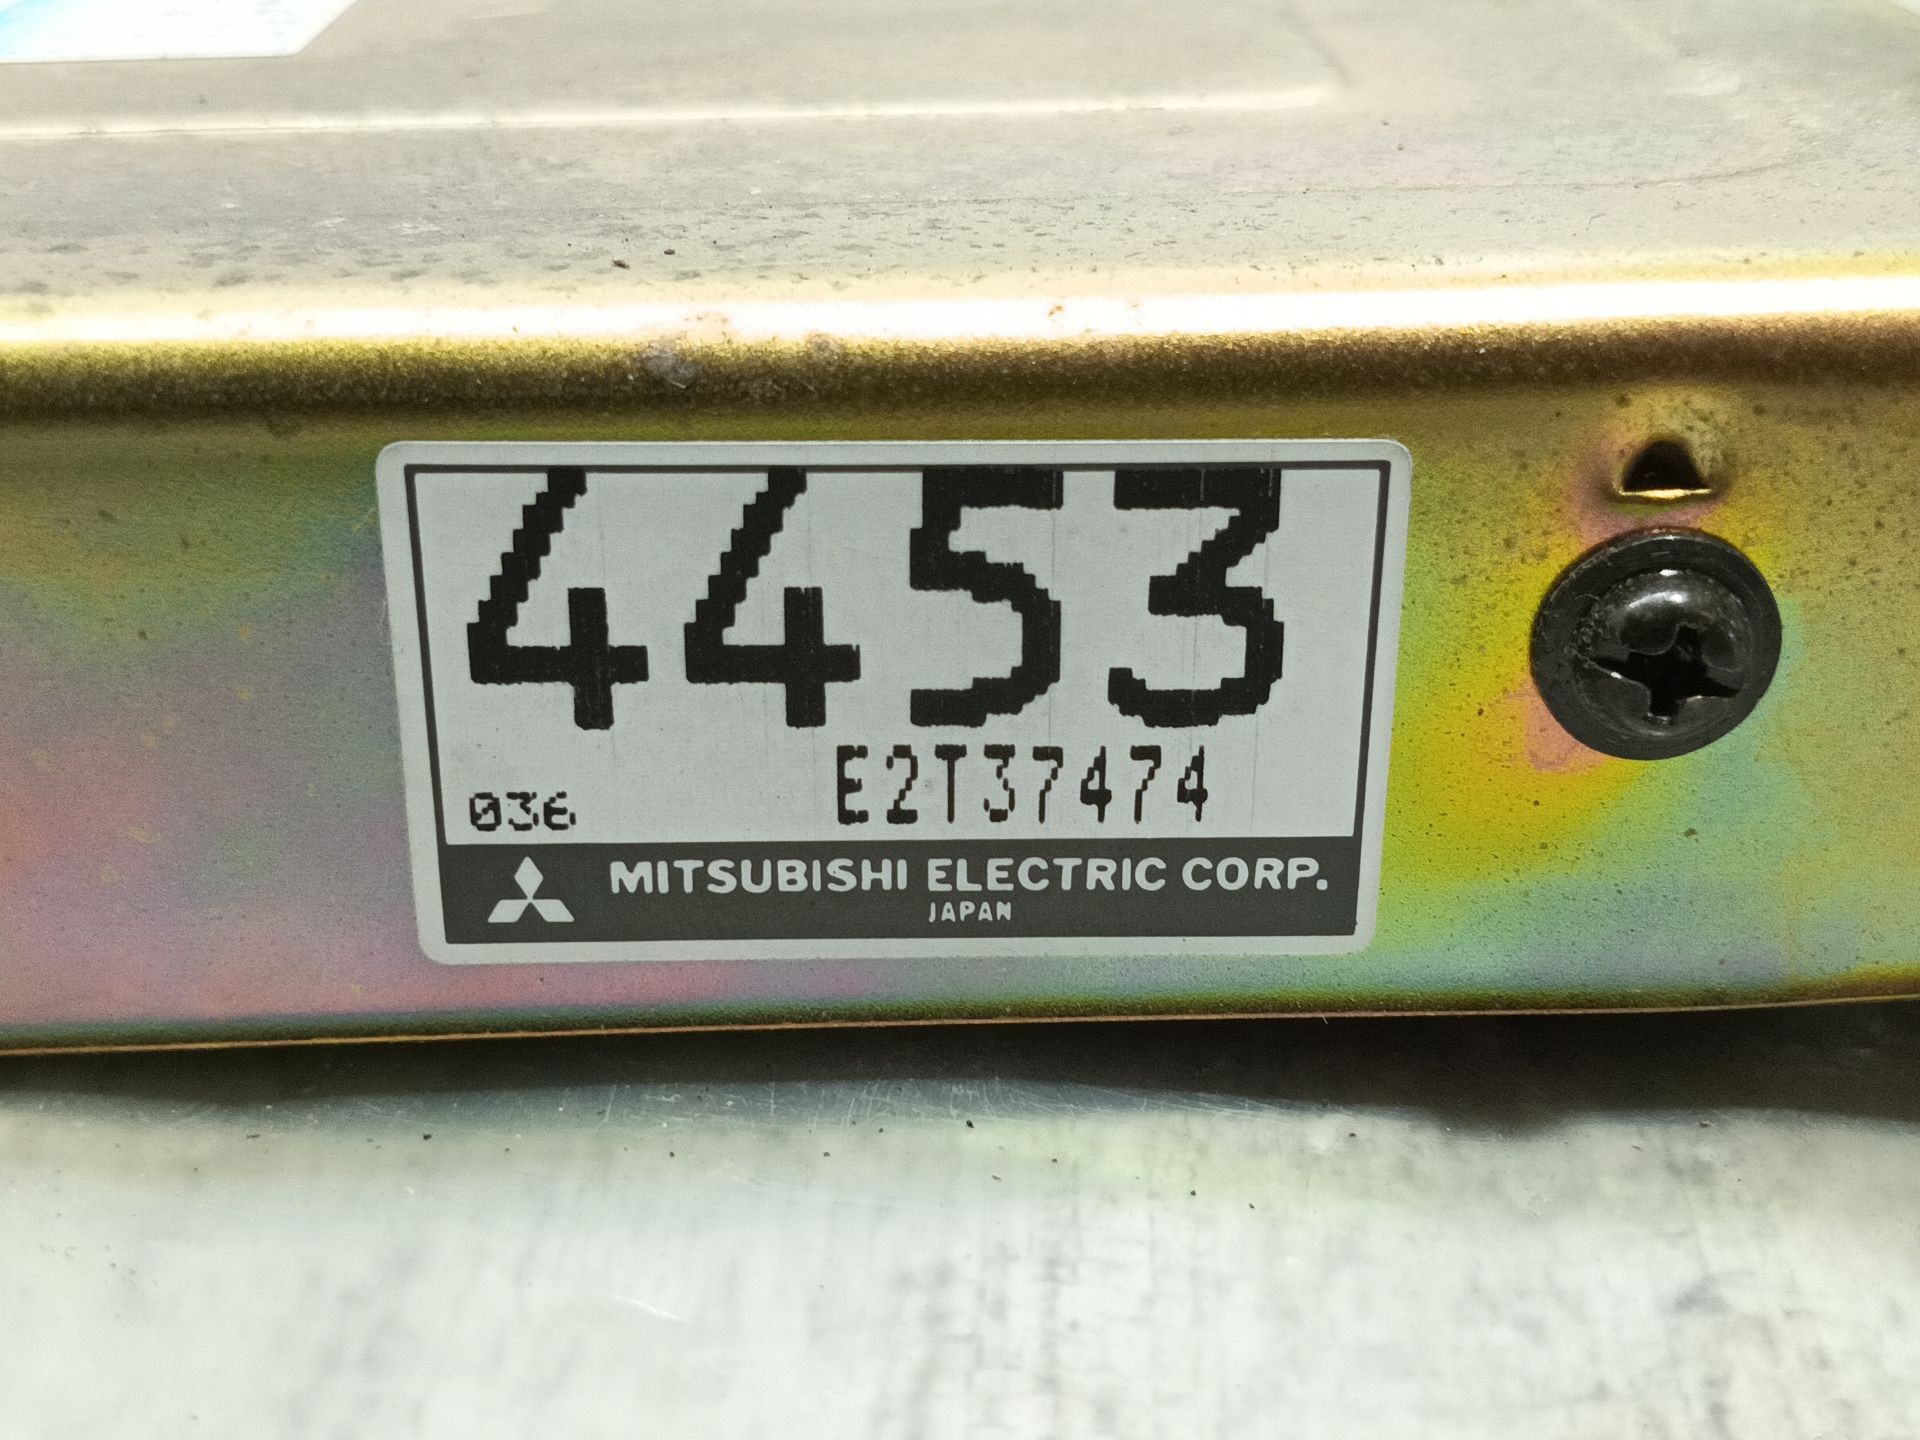 4453
E2T37474
036
MITSUBISHI ELECTRIC CORP.
JAPAN